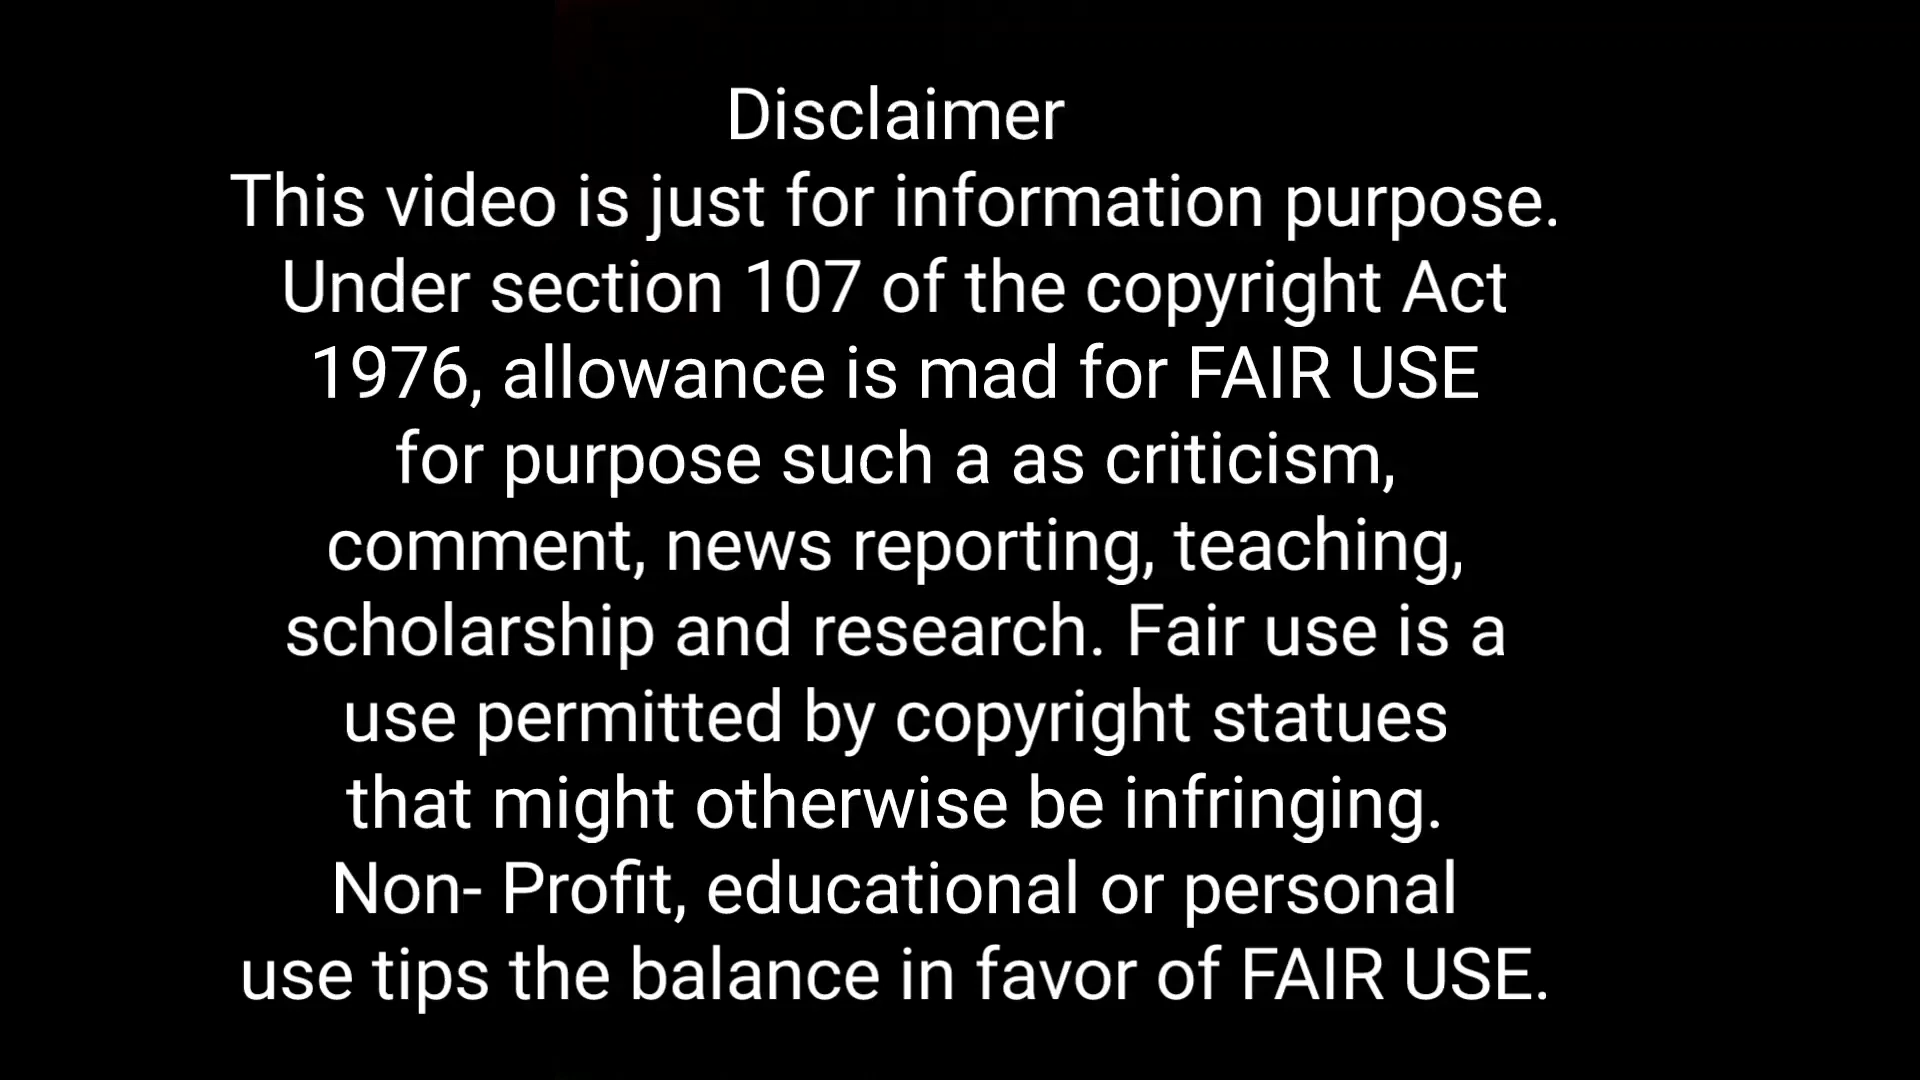 Disclaimer
This video is just for information purpose.
Under section 107 of the copyright Act
1976, allowance is mad for FAIR USE
for purpose such a as criticism,
comment, news reporting, teaching,
scholarship and research. Fair use is a
use permitted by copyright statues
that might otherwise be infringing.
Non- Profit, educational or personal
use tips the balance in favor of FAIR USE.